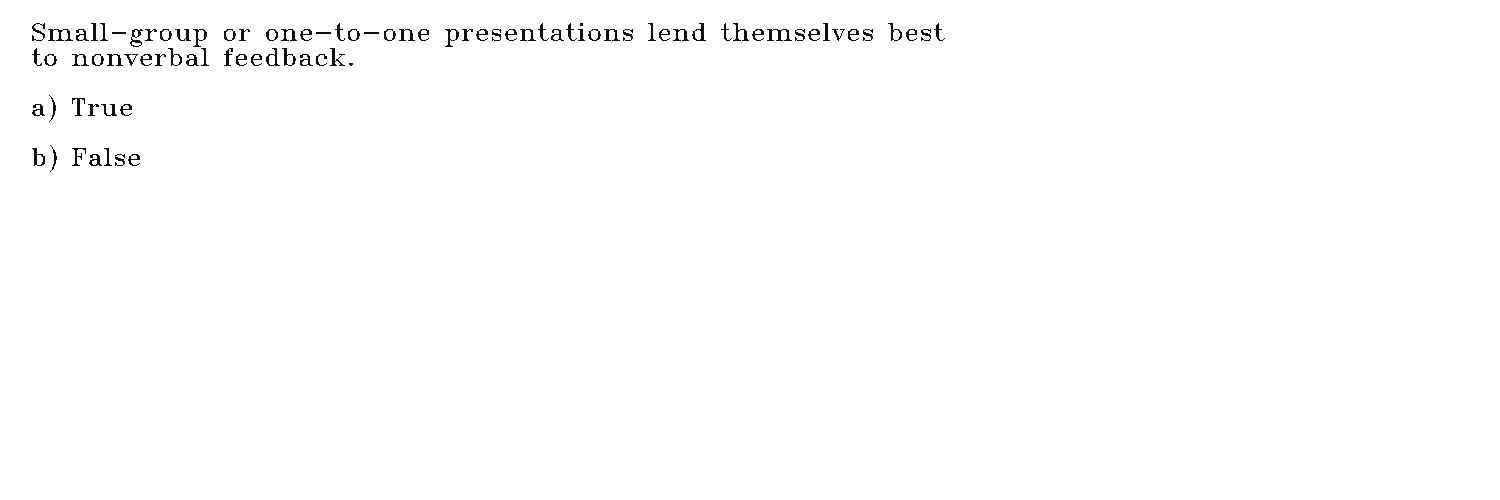 Small-group or one-to-one presentations lend themselves best
to nonverbal feedback.
a) True
b) False